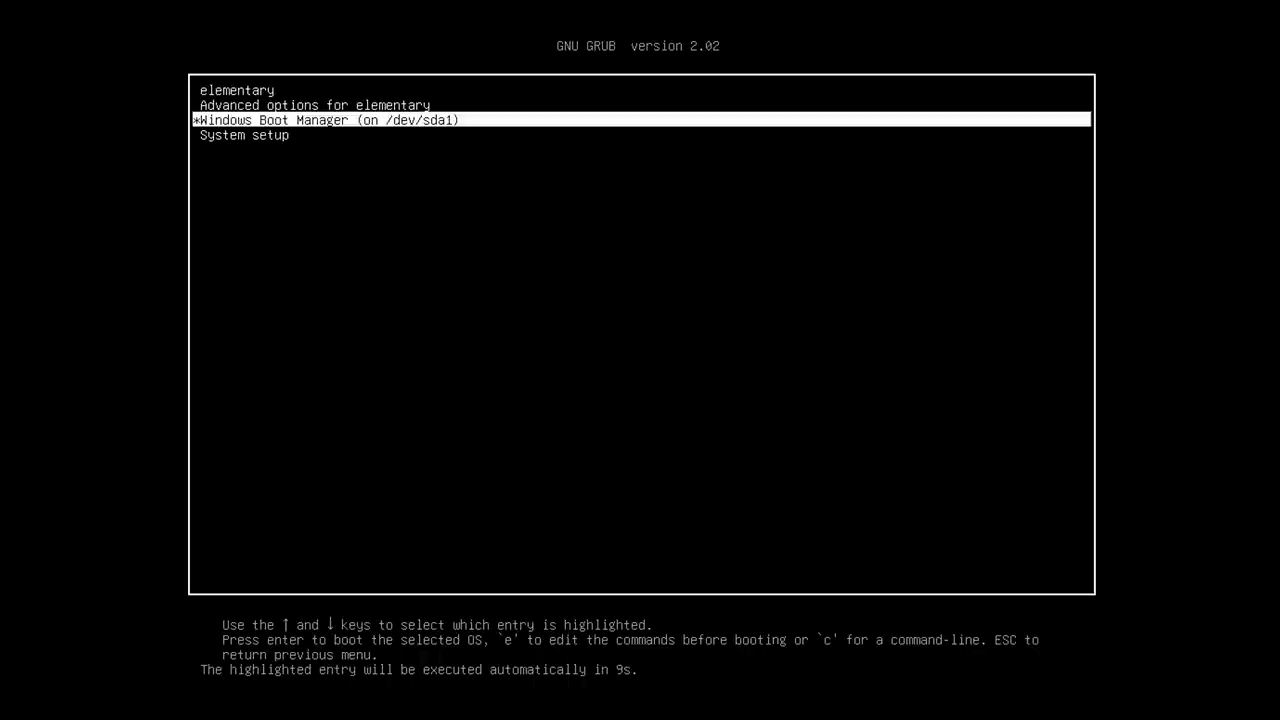 GNU GRUB  version 2.02
elementary
Advanced options for elementary
*Windows Boot Manager (on /dev/sda1)
System setup
Use the ↑ and ↓ keys to select which entry is highlighted.
Press enter to boot the selected OS, `e' to edit the commands before booting or `c' for a command-line. ESC to
return previous menu.
The highlighted entry will be executed automatically in 9s.